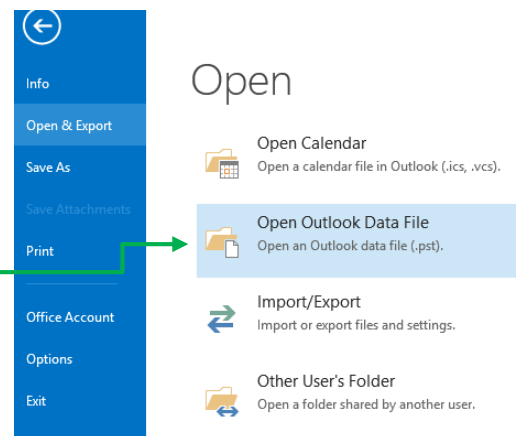 Info
Open & Export
Save As
Save Attachments
Print
Office Account
Options
Exit
Open
Open Calendar
Open a calendar file in Outlook (.ics, .vcs).
Open Outlook Data File
Open an Outlook data file (.pst).
Import/Export
Import or export files and settings.
Other User's Folder
Open a folder shared by another user.